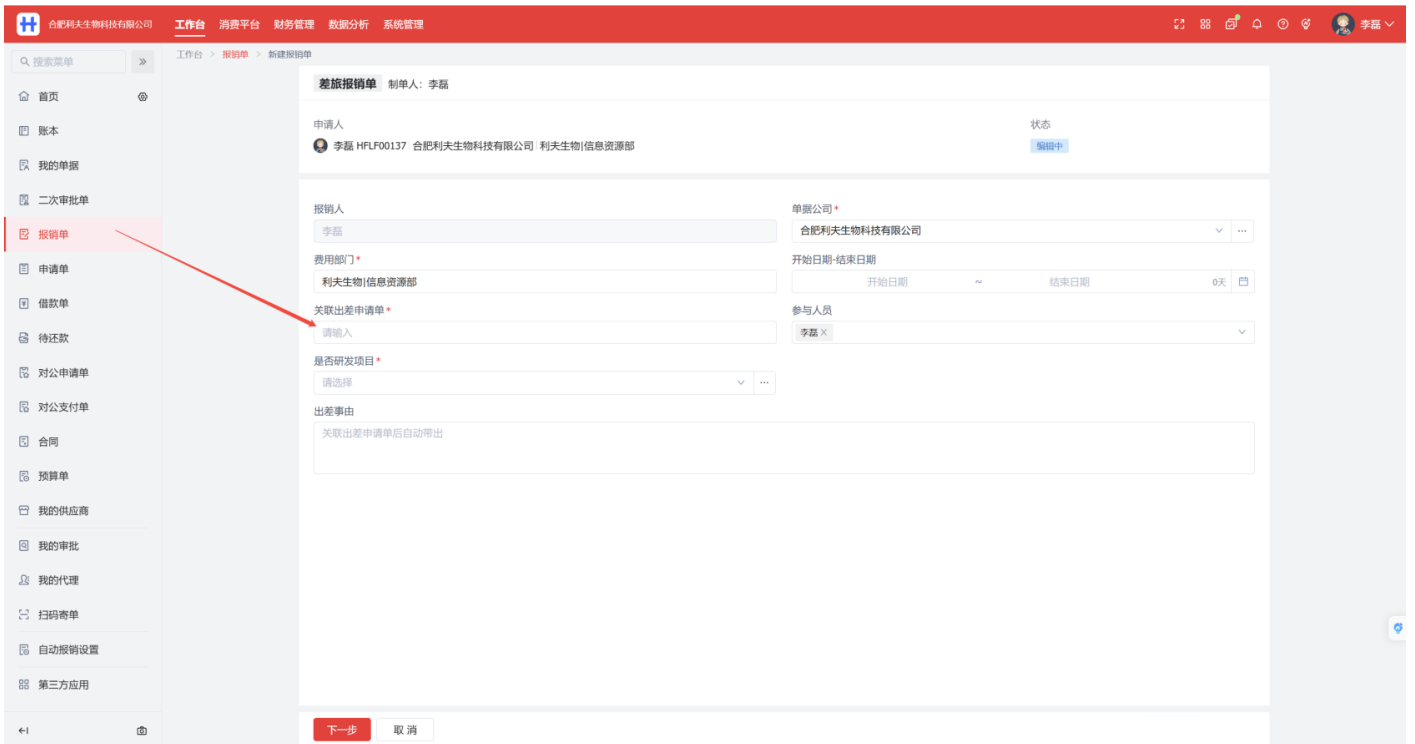 合肥利夫生物科技有限公司 工作台 消费平台 财务管理 数据分析 系统管理 李磊
搜索菜单
工作台 > 报销单 > 新建报销单
首页
账本
我的单据
二次审批单
报销单
申请单
借款单
待还款
对公申请单
对公支付单
合同
预算单
我的供应商
我的审批
我的代理
扫码寄单
自动报销设置
第三方应用
差旅报销单 制单人：李磊
申请人 状态
李磊 HFLF00137 合肥利夫生物科技有限公司 利夫生物|信息资源部 编辑中
报销人 单据公司*
李磊 合肥利夫生物科技有限公司
费用部门* 开始日期-结束日期
利夫生物|信息资源部 开始日期 ~ 结束日期 0天
关联出差申请单* 参与人员
请输入 李磊 ×
是否研发项目*
请选择
出差事由
关联出差申请单后自动带出
下一步 取 消